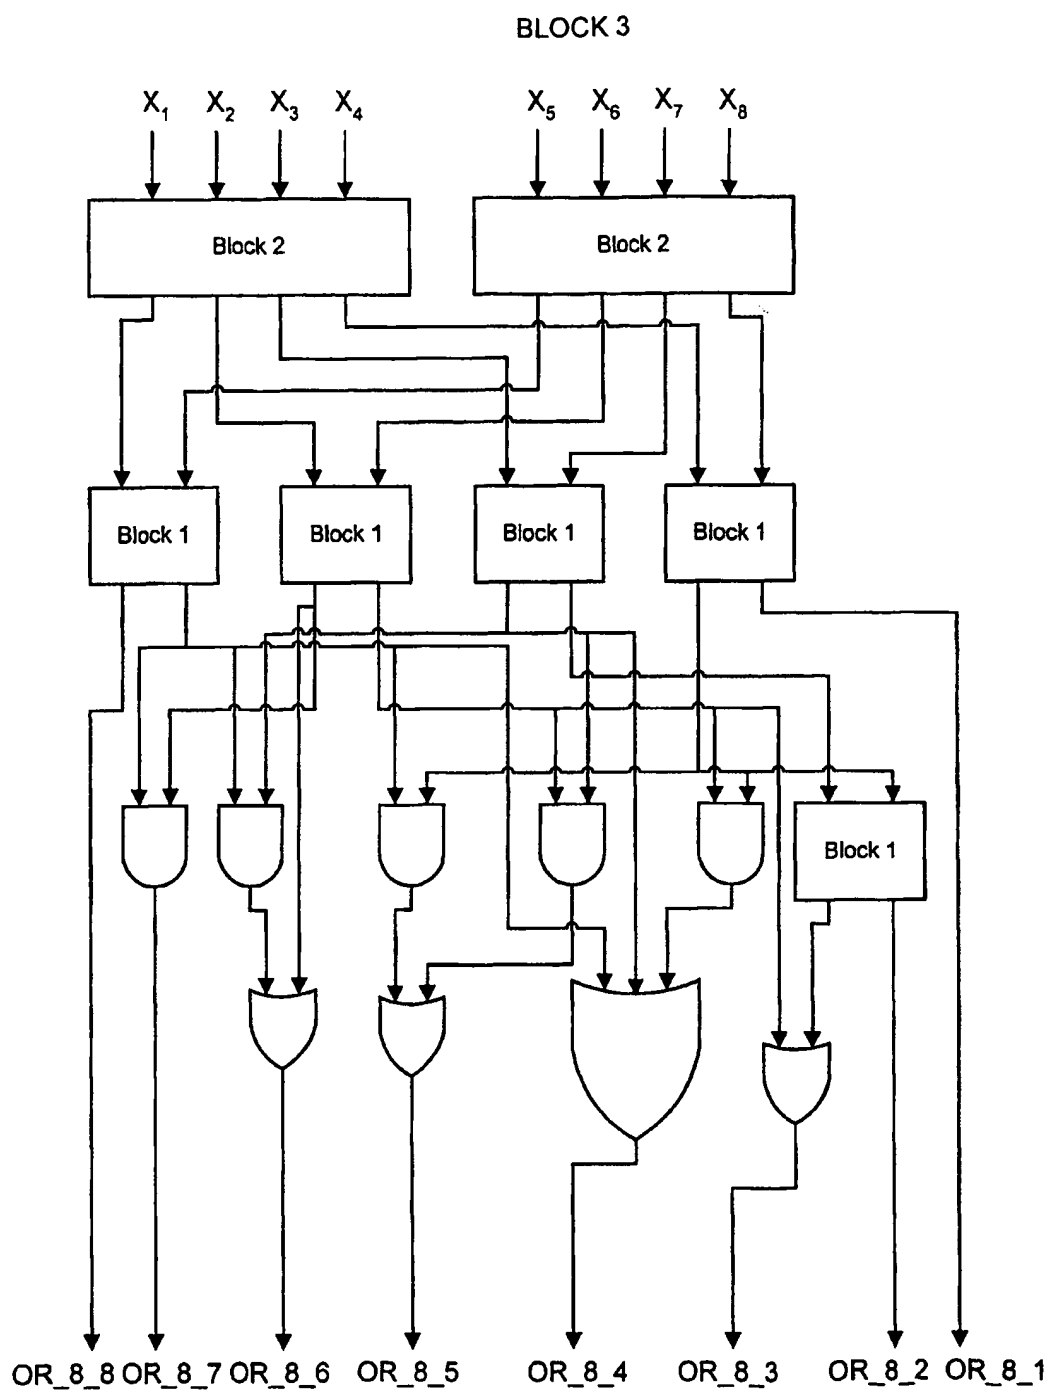 BLOCK 3
X1 X2 X3 X4 X5 X6 X7 X8
Block 2 Block 2
Block 1 Block 1 Block 1 Block 1
Block 1
OR_8_8 OR_8_7 OR_8_6 OR_8_5 OR_8_4 OR_8_3 OR_8_2 OR_8_1